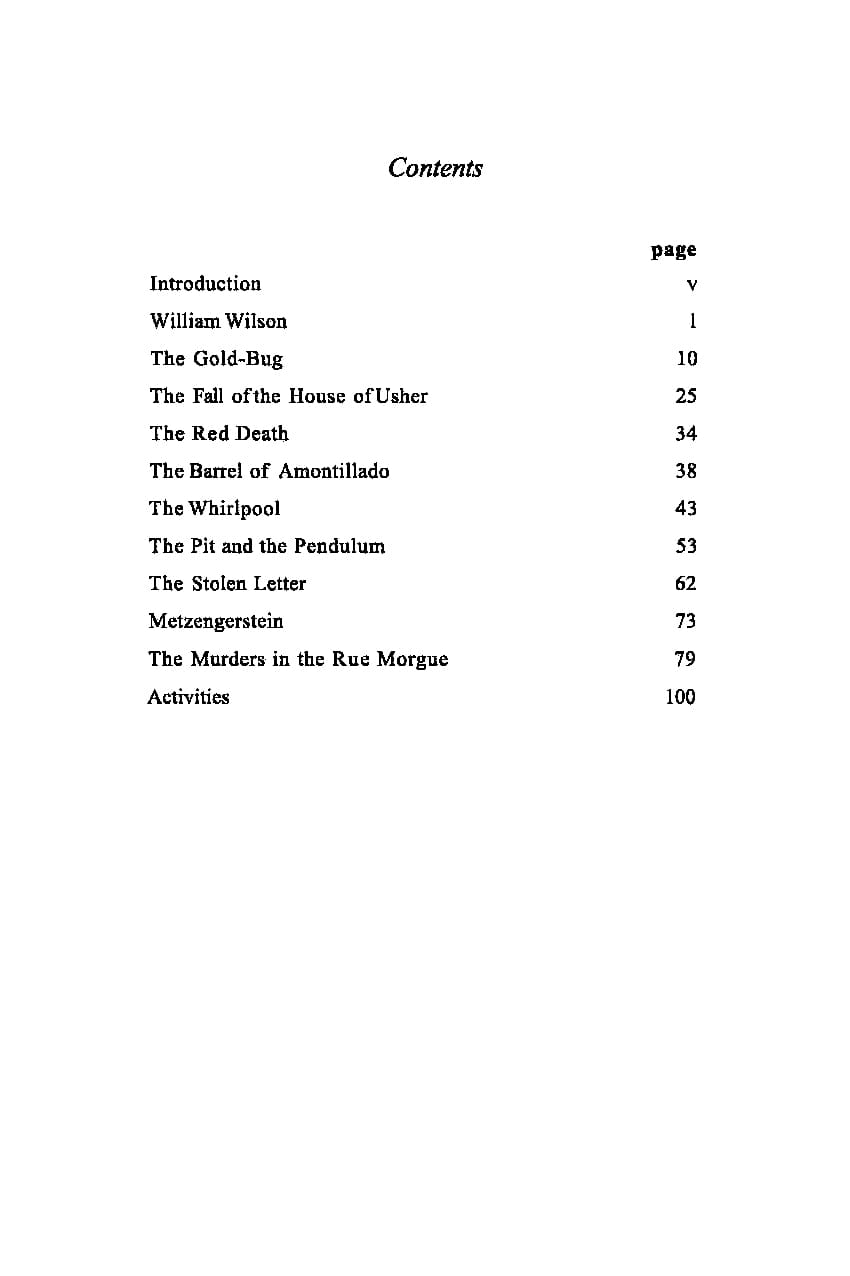 Contents
page
Introduction v
William Wilson 1
The Gold-Bug 10
The Fall of the House of Usher 25
The Red Death 34
The Barrel of Amontillado 38
The Whirlpool 43
The Pit and the Pendulum 53
The Stolen Letter 62
Metzengerstein 73
The Murders in the Rue Morgue 79
Activities 100